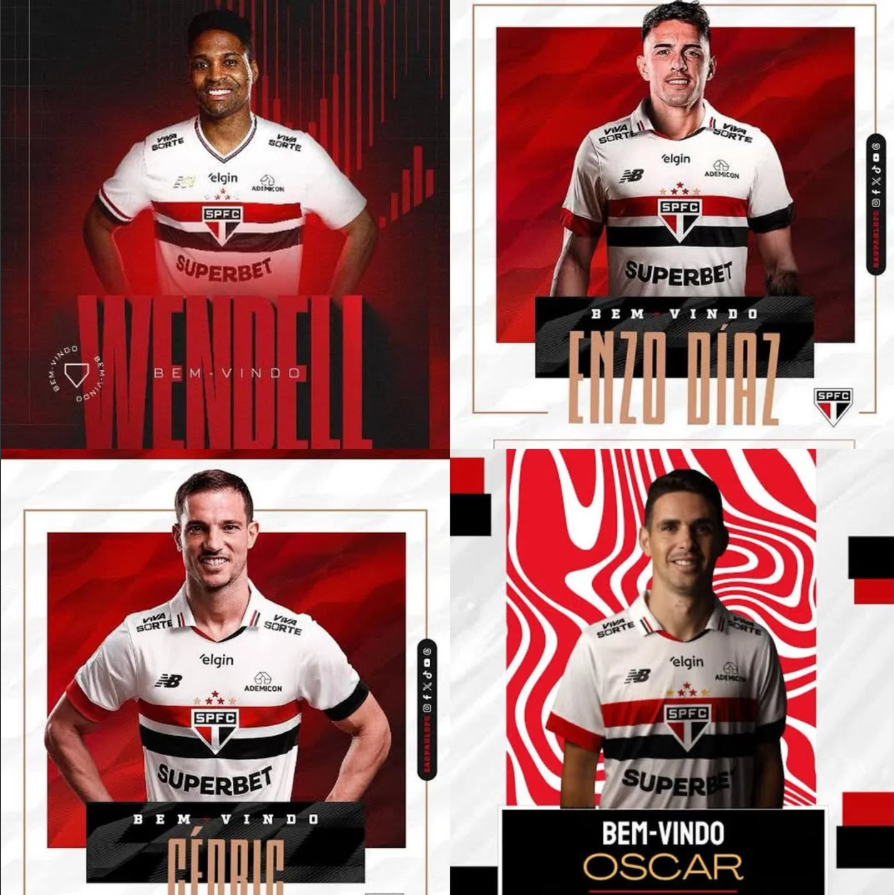 VIVA
SORTE
VIVA
SORTE
elgin
ADEMICON
SPFC
SUPERBET
WENDELL
BEM-VINDO
BEM-VINDO BEM-VINDO
VIVA
SORTE
VIVA
SORTE
elgin
NB
ADEMICON
SPFC
SUPERBET
SAOPAULOFC
BEM VINDO
ENZO DÍAZ
SPFC
VIVA
SORTE
VIVA
SORTE
elgin
NB
ADEMICON
SPFC
SUPERBET
SAOPAULOFC
BEM VINDO
CÉDRIC
VIVA
SORTE
VIVA
SORTE
elgin
NB
ADEMICON
SPFC
SUPERBET
BEM-VINDO
OSCAR